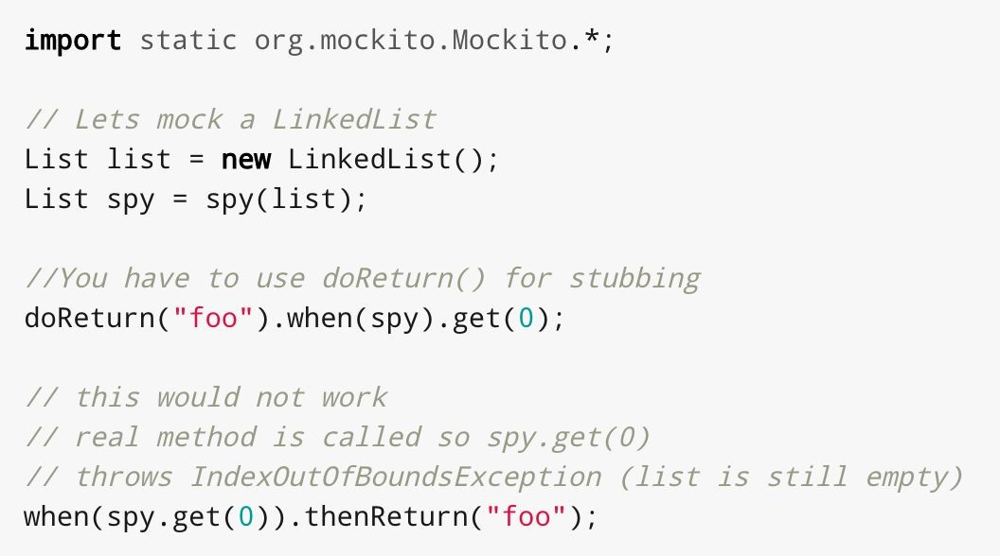 import static org.mockito.Mockito.*;
// Lets mock a LinkedList
List list = new LinkedList();
List spy = spy(list);
//You have to use doReturn() for stubbing
doReturn("foo").when(spy).get(0);
// this would not work
// real method is called so spy.get(0)
// throws IndexOutOfBoundsException (list is still empty)
when(spy.get(0)).thenReturn("foo");